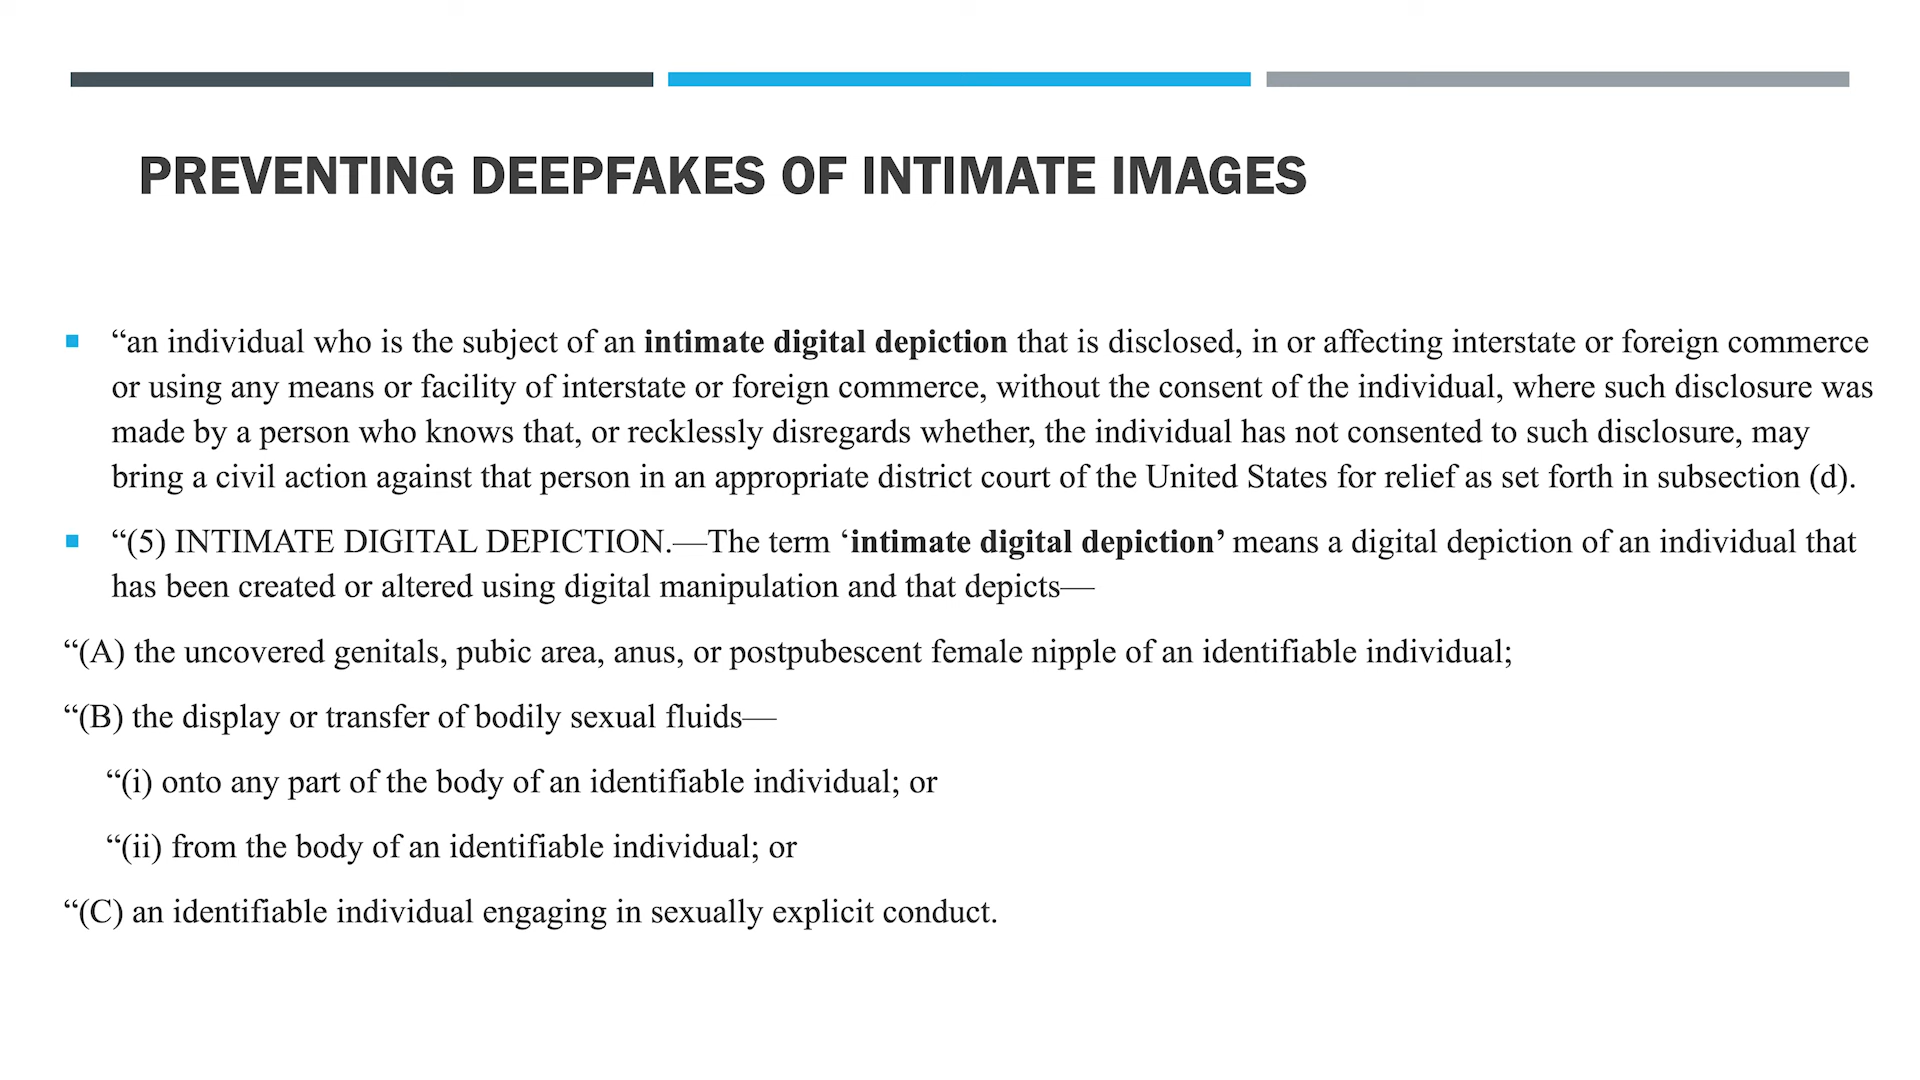 PREVENTING DEEPFAKES OF INTIMATE IMAGES
“an individual who is the subject of an intimate digital depiction that is disclosed, in or affecting interstate or foreign commerce
or using any means or facility of interstate or foreign commerce, without the consent of the individual, where such disclosure was
made by a person who knows that, or recklessly disregards whether, the individual has not consented to such disclosure, may
bring a civil action against that person in an appropriate district court of the United States for relief as set forth in subsection (d).
“(5) INTIMATE DIGITAL DEPICTION.—The term ‘intimate digital depiction’ means a digital depiction of an individual that
has been created or altered using digital manipulation and that depicts—
“(A) the uncovered genitals, pubic area, anus, or postpubescent female nipple of an identifiable individual;
“(B) the display or transfer of bodily sexual fluids—
“(i) onto any part of the body of an identifiable individual; or
“(ii) from the body of an identifiable individual; or
“(C) an identifiable individual engaging in sexually explicit conduct.